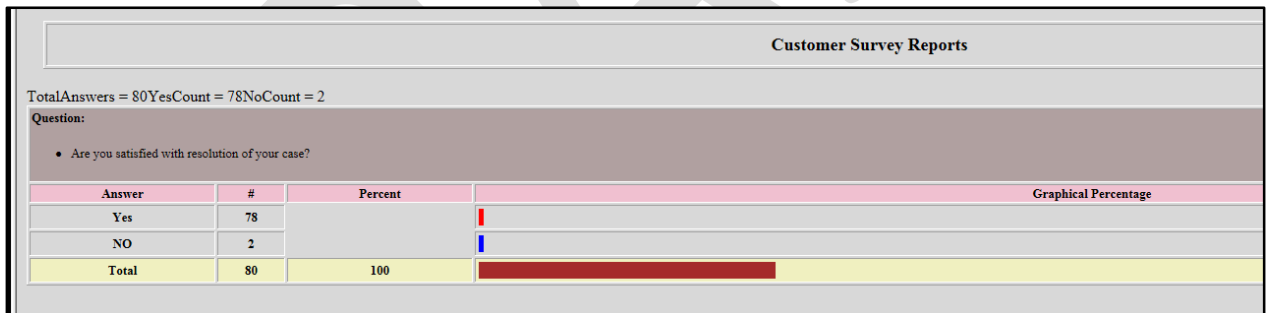 Customer Survey Reports
TotalAnswers = 80YesCount = 78NoCount = 2
Question:
• Are you satisfied with resolution of your case?
Answer # Percent Graphical Percentage
Yes 78
NO 2
Total 80 100